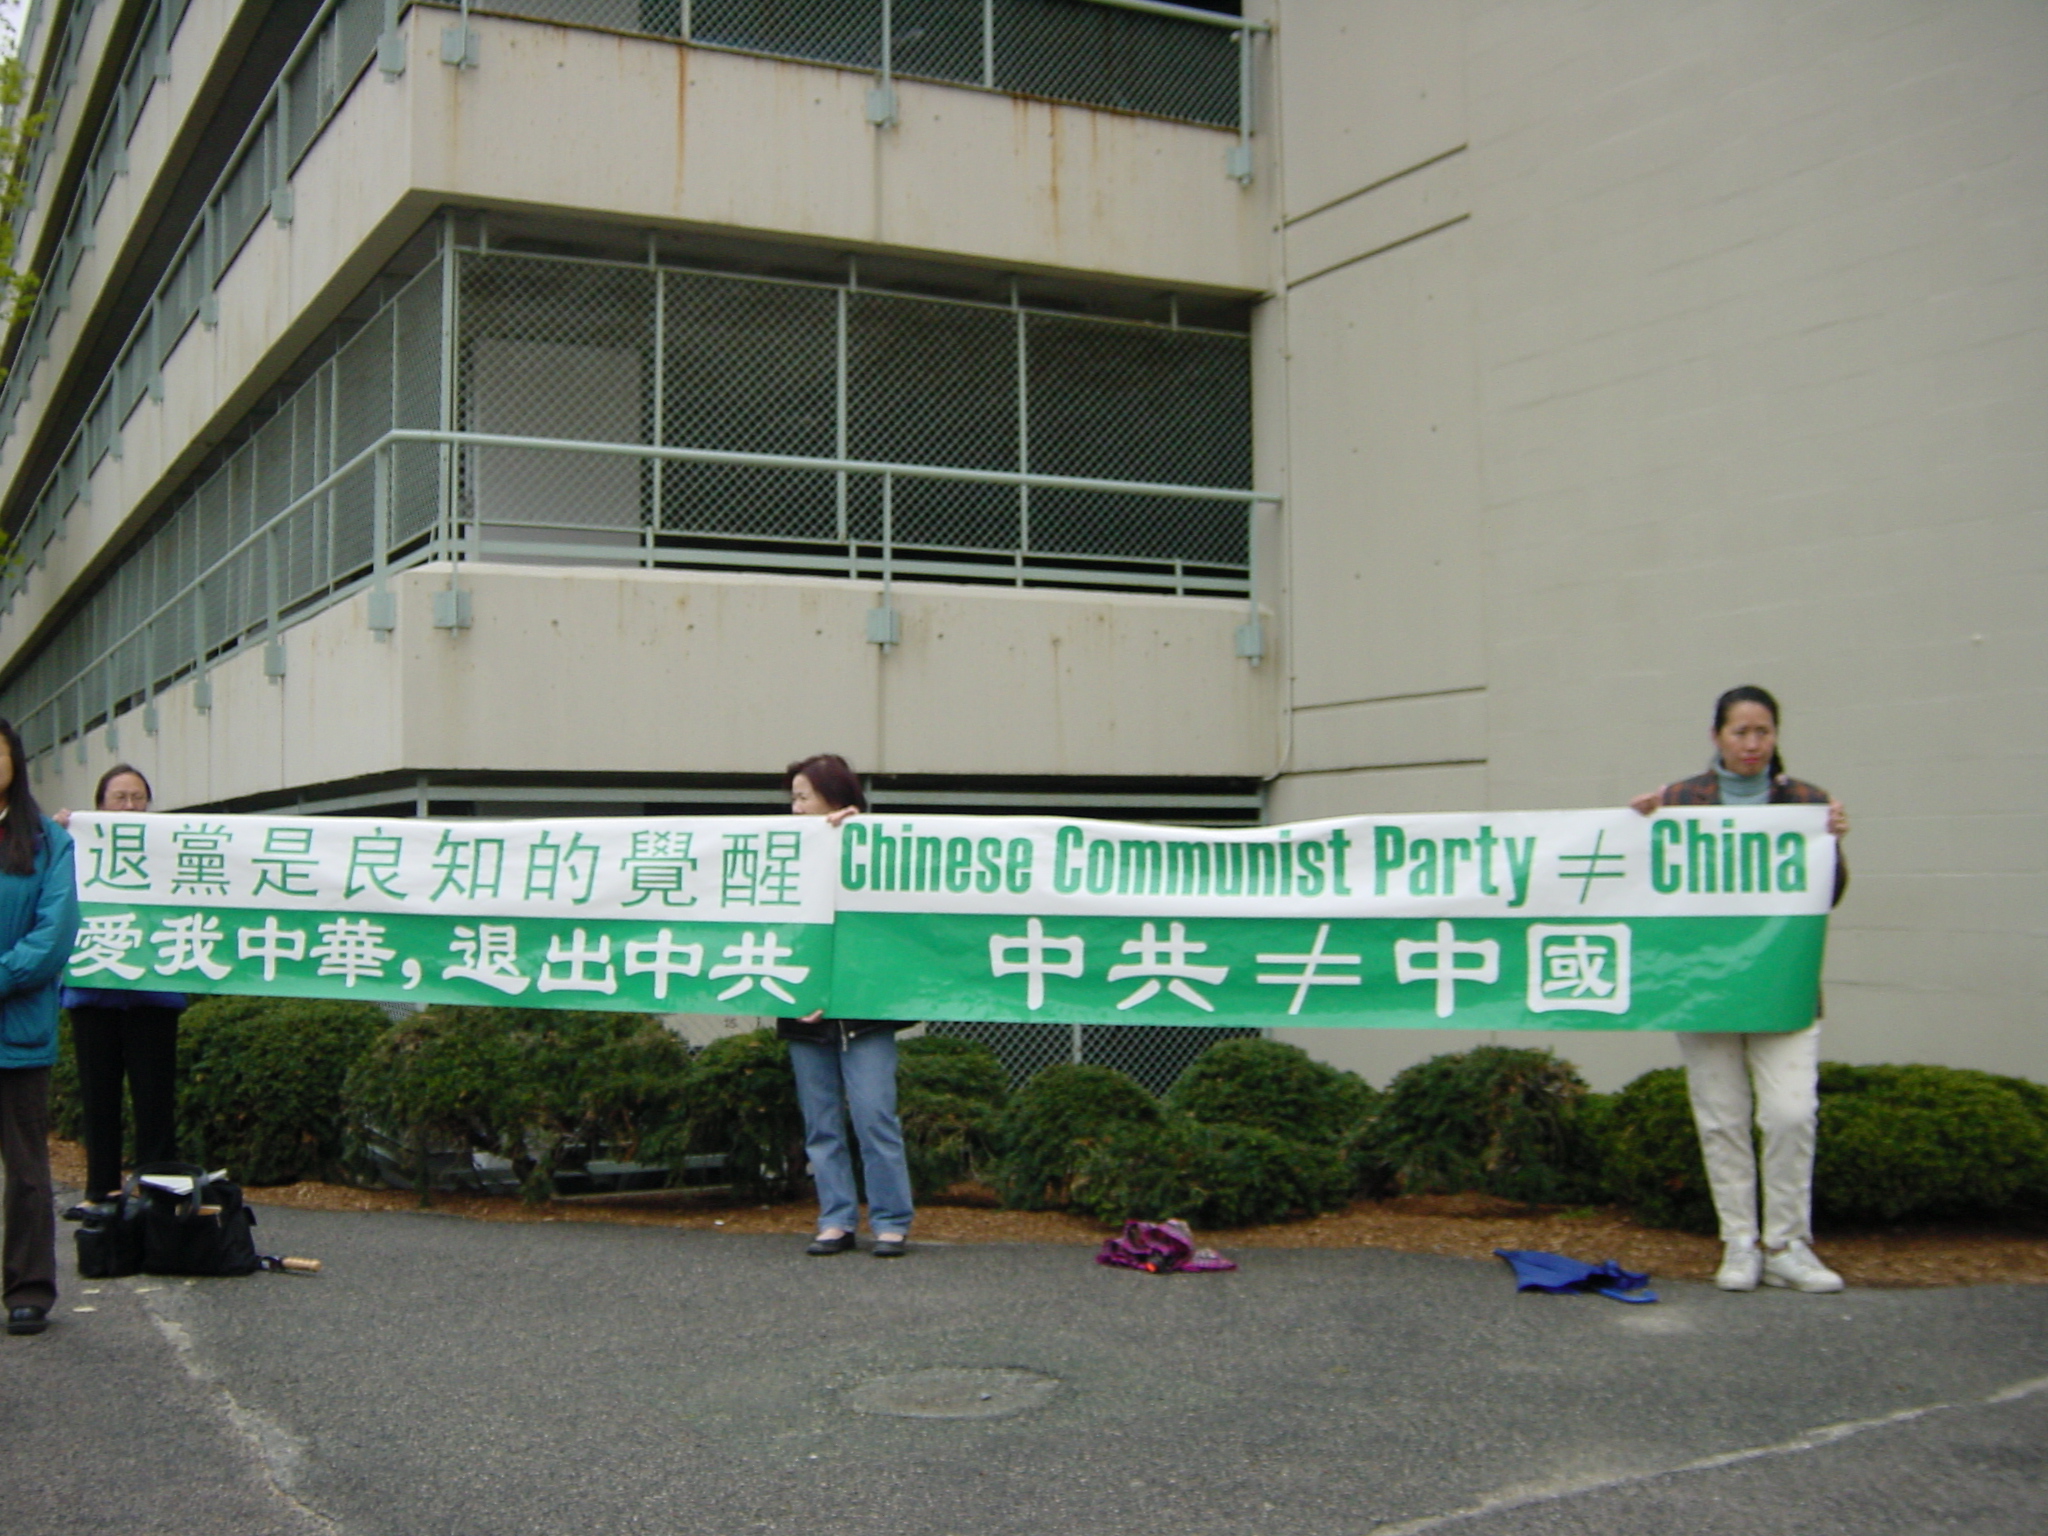 退黨是良知的覺醒
愛我中華，退出中共
Chinese Communist Party ≠ China
中共≠中國